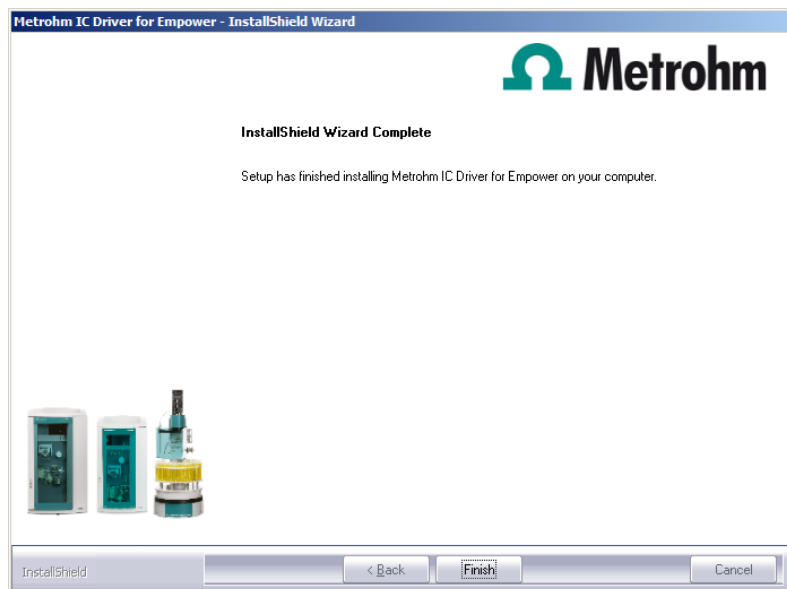 Metrohm IC Driver for Empower - InstallShield Wizard
Metrohm
InstallShield Wizard Complete
Setup has finished installing Metrohm IC Driver for Empower on your computer.
InstallShield
< Back
Finish
Cancel